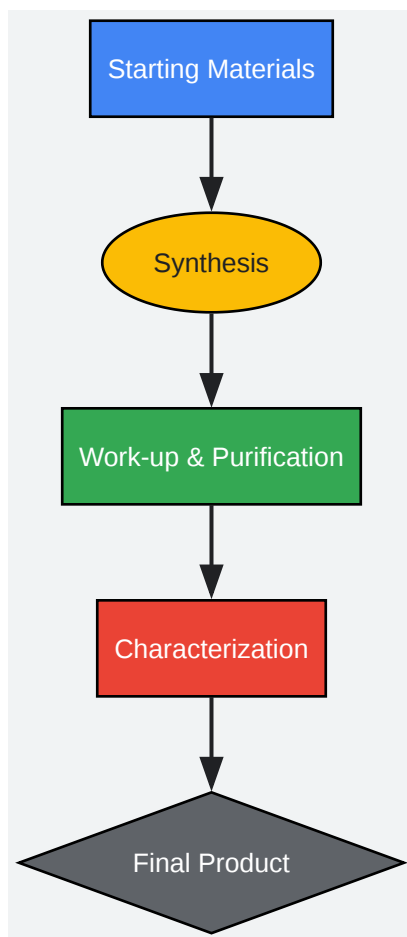 Starting Materials
Synthesis
Work-up & Purification
Characterization
Final Product